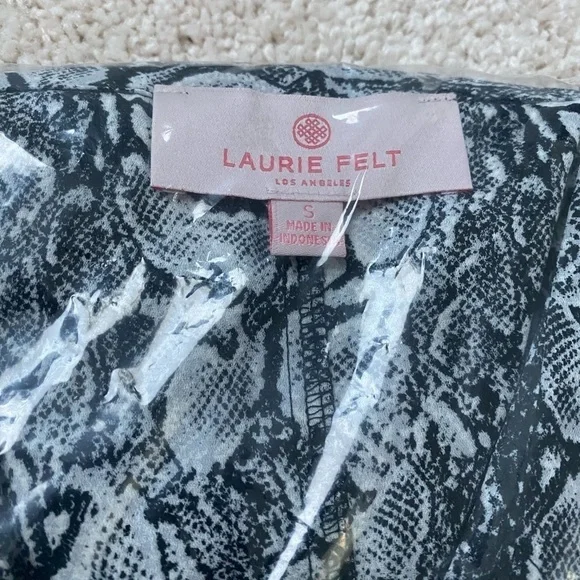 LAURIE FELT
LOS ANGELES
S
MADE IN
INDONESIA